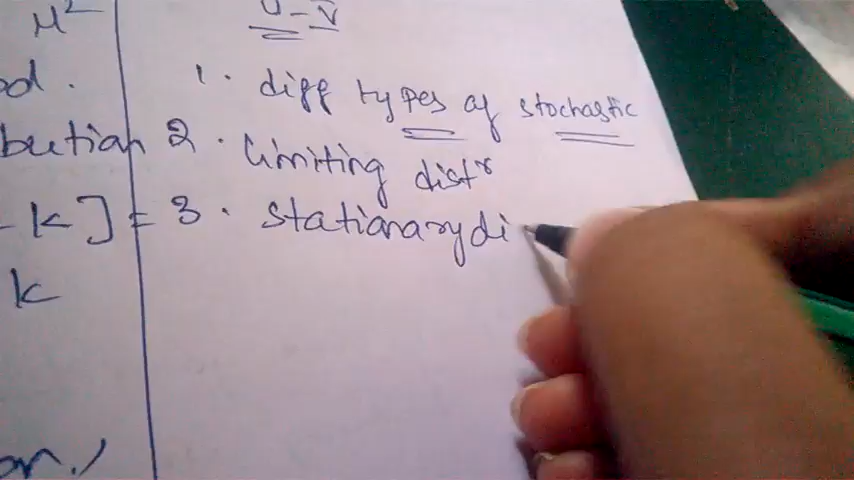 μ²
U - V
od.
1. diff types of stochastic
bution
2. limiting distr
- k] =
3. Stationary di
k
on./